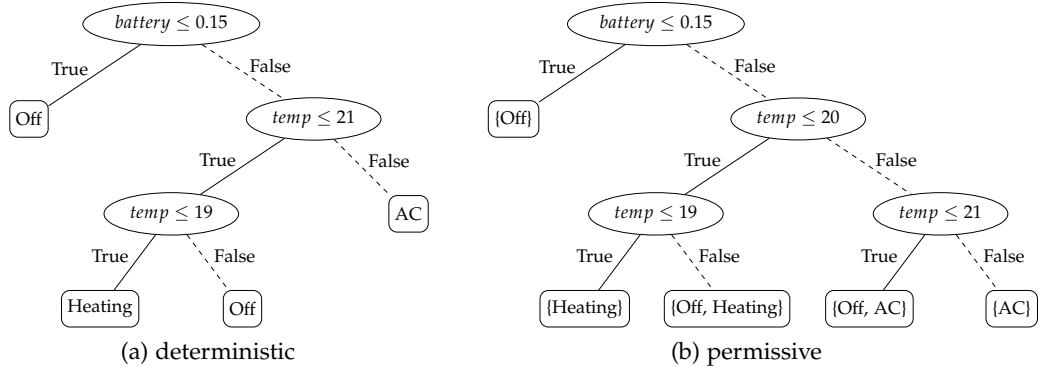 battery ≤ 0.15
True
False
Off
temp ≤ 21
True
False
temp ≤ 19
AC
True
False
Heating
Off
(a) deterministic
battery ≤ 0.15
True
False
{Off}
temp ≤ 20
True
False
temp ≤ 19
temp ≤ 21
True
False
True
False
{Heating}
{Off, Heating}
{Off, AC}
{AC}
(b) permissive